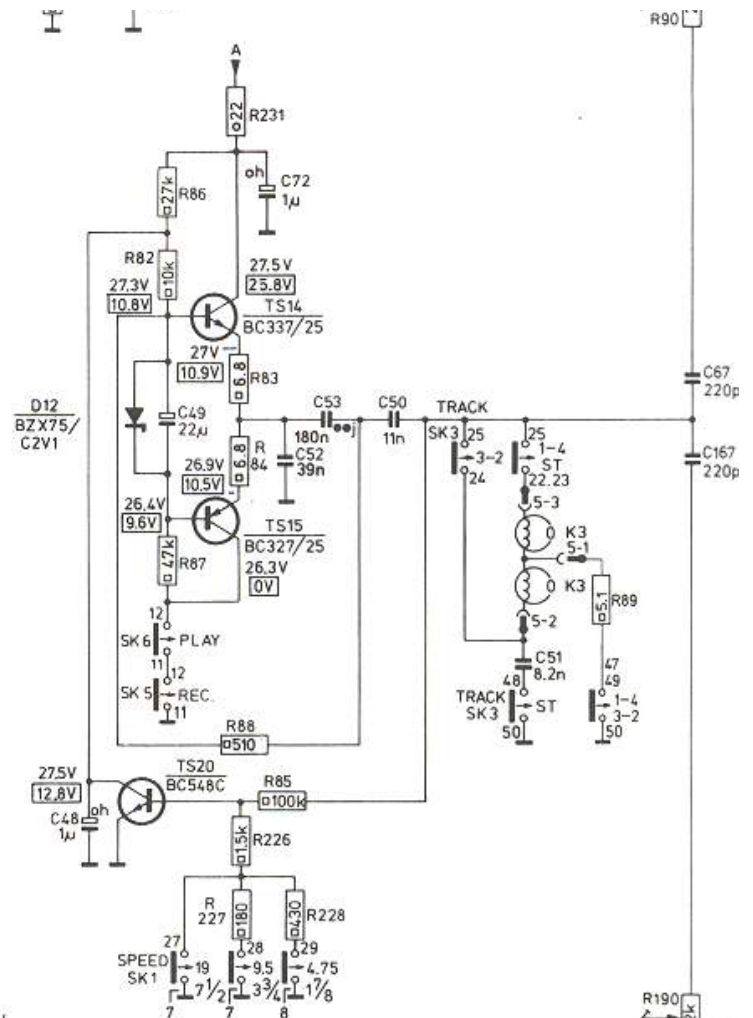 R90
A
22
R231
oh
C72
1µ
27k
R86
R82
10k
27,3V
10.8V
27.5V
25.8V
TS14
BC337/25
27V
10.9V
6.8
R83
D12
BZX75/
C2V1
C49
22µ
C53
180n
C50
11n
TRACK
SK3
25
3-2
24
25
1-4
ST
22.23
C67
220p
C167
220p
R
84
6.8
C52
39n
26.9V
10.5V
26,4V
9.6V
TS15
BC327/25
26.3V
0V
47k
R87
5-3
K3
5-1
K3
5-2
5.1
R89
12
SK6
PLAY
11
12
SK5
REC.
11
C51
8.2n
48
TRACK
SK3
ST
50
47
49
1-4
3-2
50
R88
510
TS20
BC548C
27.5V
12.8V
oh
C48
1µ
R85
100k
1.5k
R226
R
227
180
430
R228
27
SPEED
SK1
19
7 1/2
7
28
9.5
3 3/4
7
29
4.75
1 7/8
8
R190